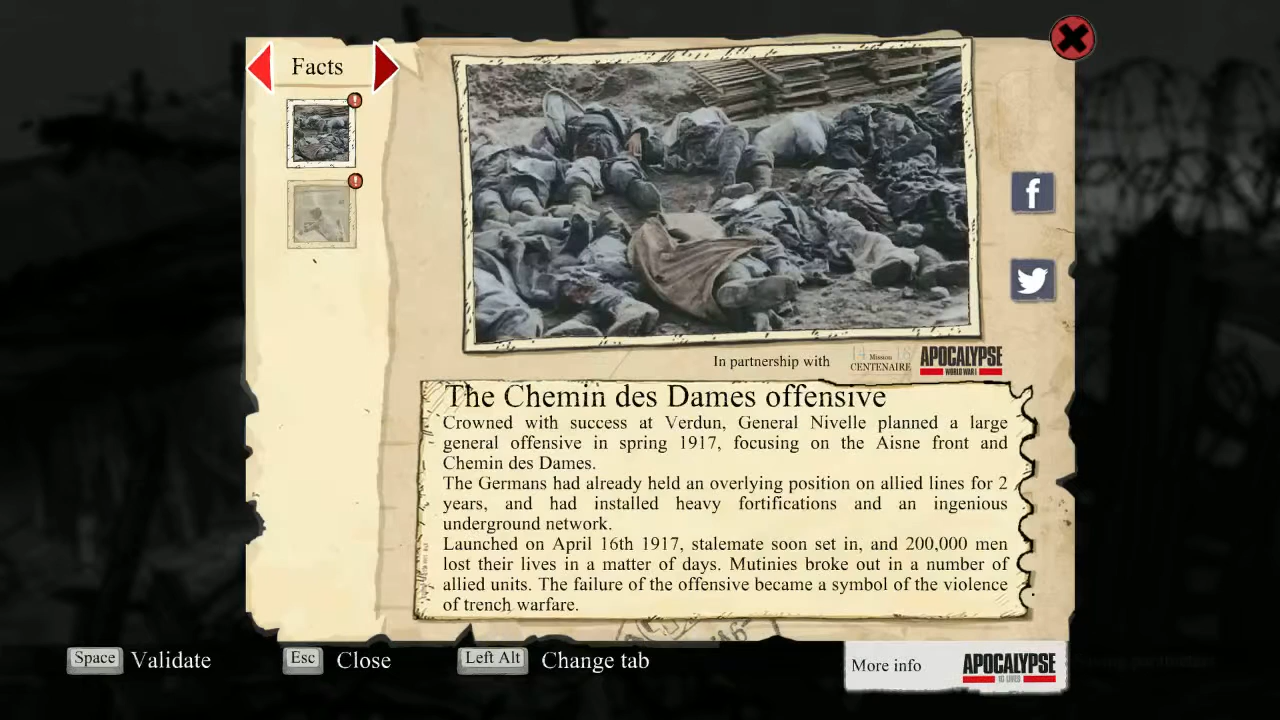 Facts
In partnership with
Mission
CENTENAIRE
APOCALYPSE
WORLD WAR I
The Chemin des Dames offensive
Crowned with success at Verdun, General Nivelle planned a large
general offensive in spring 1917, focusing on the Aisne front and
Chemin des Dames.
The Germans had already held an overlying position on allied lines for 2
years, and had installed heavy fortifications and an ingenious
underground network.
Launched on April 16th 1917, stalemate soon set in, and 200,000 men
lost their lives in a matter of days. Mutinies broke out in a number of
allied units. The failure of the offensive became a symbol of the violence
of trench warfare.
Space Validate
Esc Close
Left Alt Change tab
More info
APOCALYPSE
10 LIVES